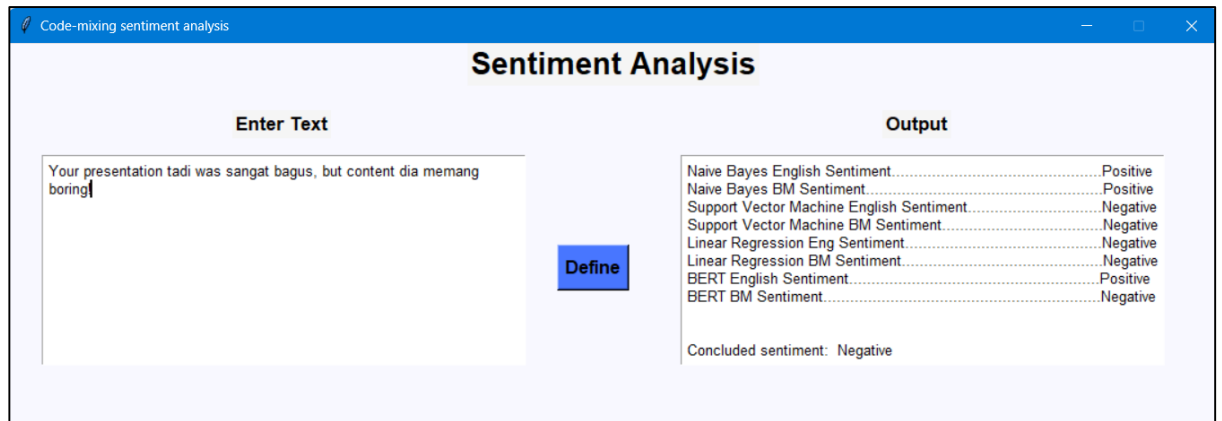 Code-mixing sentiment analysis
Sentiment Analysis
Enter Text
Your presentation tadi was sangat bagus, but content dia memang
boring!
Define
Output
Naive Bayes English Sentiment......................................................Positive
Naive Bayes BM Sentiment............................................................Positive
Support Vector Machine English Sentiment..................................Negative
Support Vector Machine BM Sentiment........................................Negative
Linear Regression Eng Sentiment..................................................Negative
Linear Regression BM Sentiment...................................................Negative
BERT English Sentiment................................................................Positive
BERT BM Sentiment......................................................................Negative
Concluded sentiment:  Negative